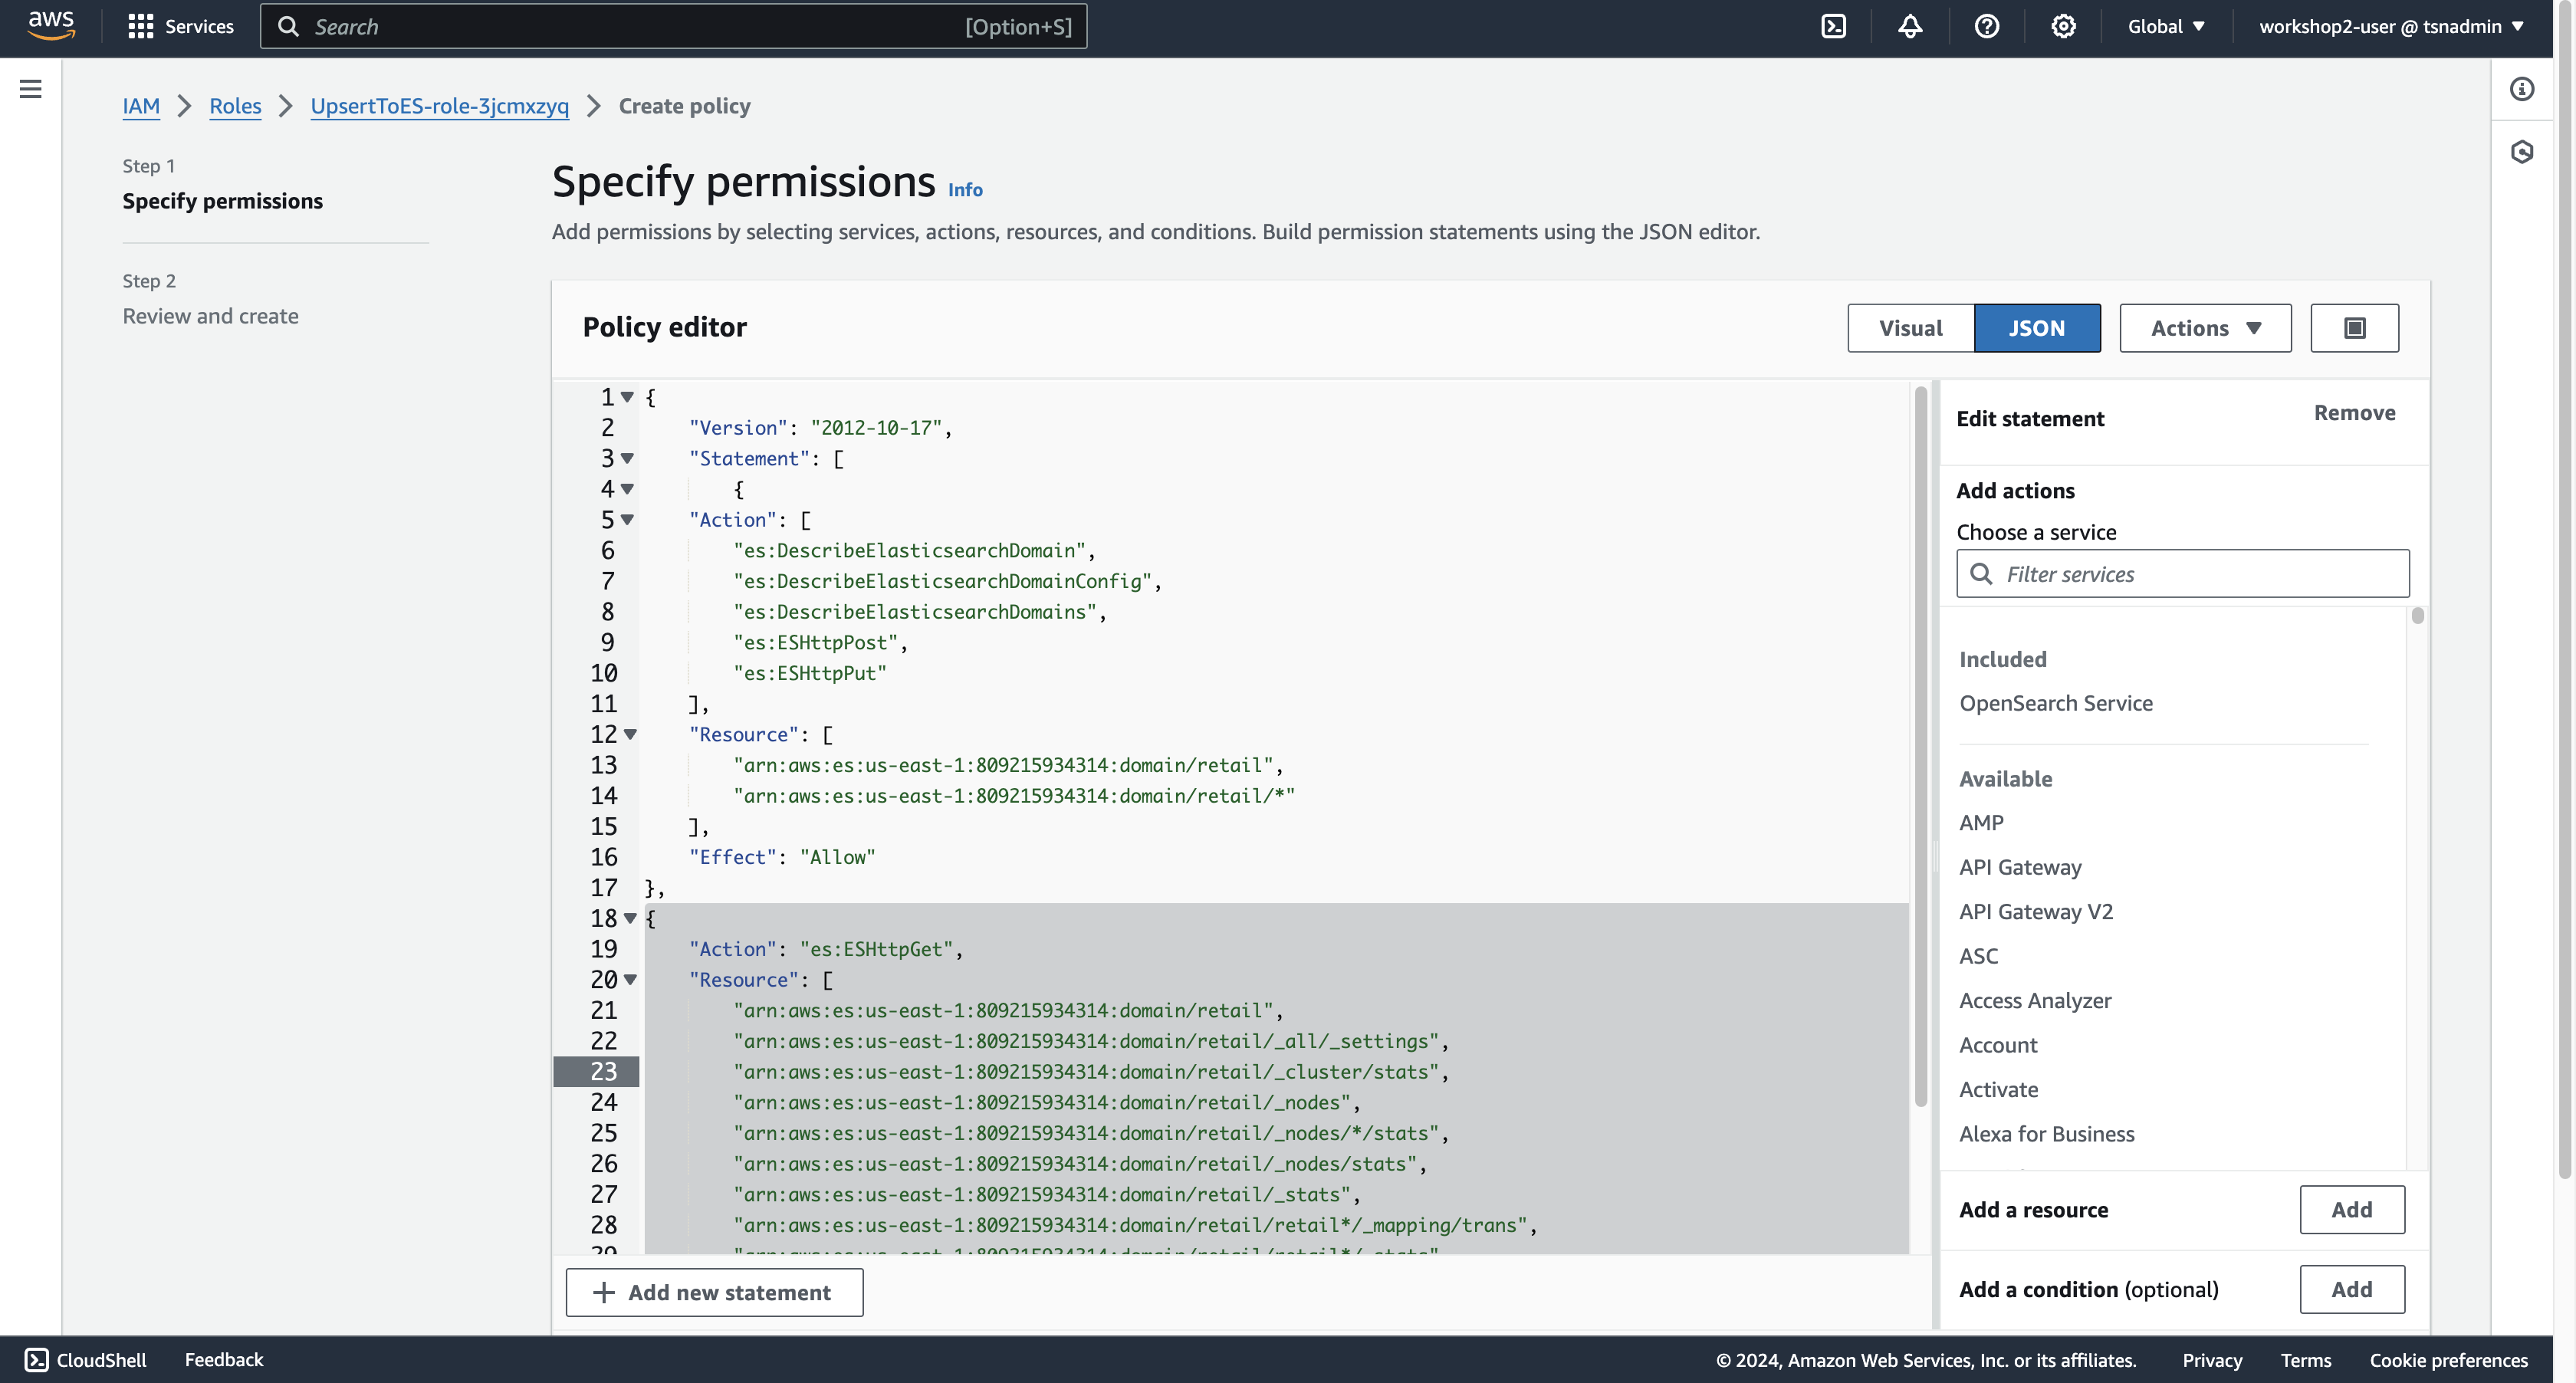 aws
Services
Search [Option+S]
Global
workshop2-user @ tsnadmin
IAM > Roles > UpsertToES-role-3jcmxzyq > Create policy
Step 1
Specify permissions
Step 2
Review and create
Specify permissions Info
Add permissions by selecting services, actions, resources, and conditions. Build permission statements using the JSON editor.
Policy editor
Visual JSON Actions
1 {
2 "Version": "2012-10-17",
3 "Statement": [
4 {
5 "Action": [
6 "es:DescribeElasticsearchDomain",
7 "es:DescribeElasticsearchDomainConfig",
8 "es:DescribeElasticsearchDomains",
9 "es:ESHttpPost",
10 "es:ESHttpPut"
11 ],
12 "Resource": [
13 "arn:aws:es:us-east-1:809215934314:domain/retail",
14 "arn:aws:es:us-east-1:809215934314:domain/retail/*"
15 ],
16 "Effect": "Allow"
17 },
18 {
19 "Action": "es:ESHttpGet",
20 "Resource": [
21 "arn:aws:es:us-east-1:809215934314:domain/retail",
22 "arn:aws:es:us-east-1:809215934314:domain/retail/_all/_settings",
23 "arn:aws:es:us-east-1:809215934314:domain/retail/_cluster/stats",
24 "arn:aws:es:us-east-1:809215934314:domain/retail/_nodes",
25 "arn:aws:es:us-east-1:809215934314:domain/retail/_nodes/*/stats",
26 "arn:aws:es:us-east-1:809215934314:domain/retail/_nodes/stats",
27 "arn:aws:es:us-east-1:809215934314:domain/retail/_stats",
28 "arn:aws:es:us-east-1:809215934314:domain/retail/retail*/_mapping/trans",
+ Add new statement
Edit statement Remove
Add actions
Choose a service
Filter services
Included
OpenSearch Service
Available
AMP
API Gateway
API Gateway V2
ASC
Access Analyzer
Account
Activate
Alexa for Business
Add a resource Add
Add a condition (optional) Add
CloudShell Feedback
© 2024, Amazon Web Services, Inc. or its affiliates. Privacy Terms Cookie preferences